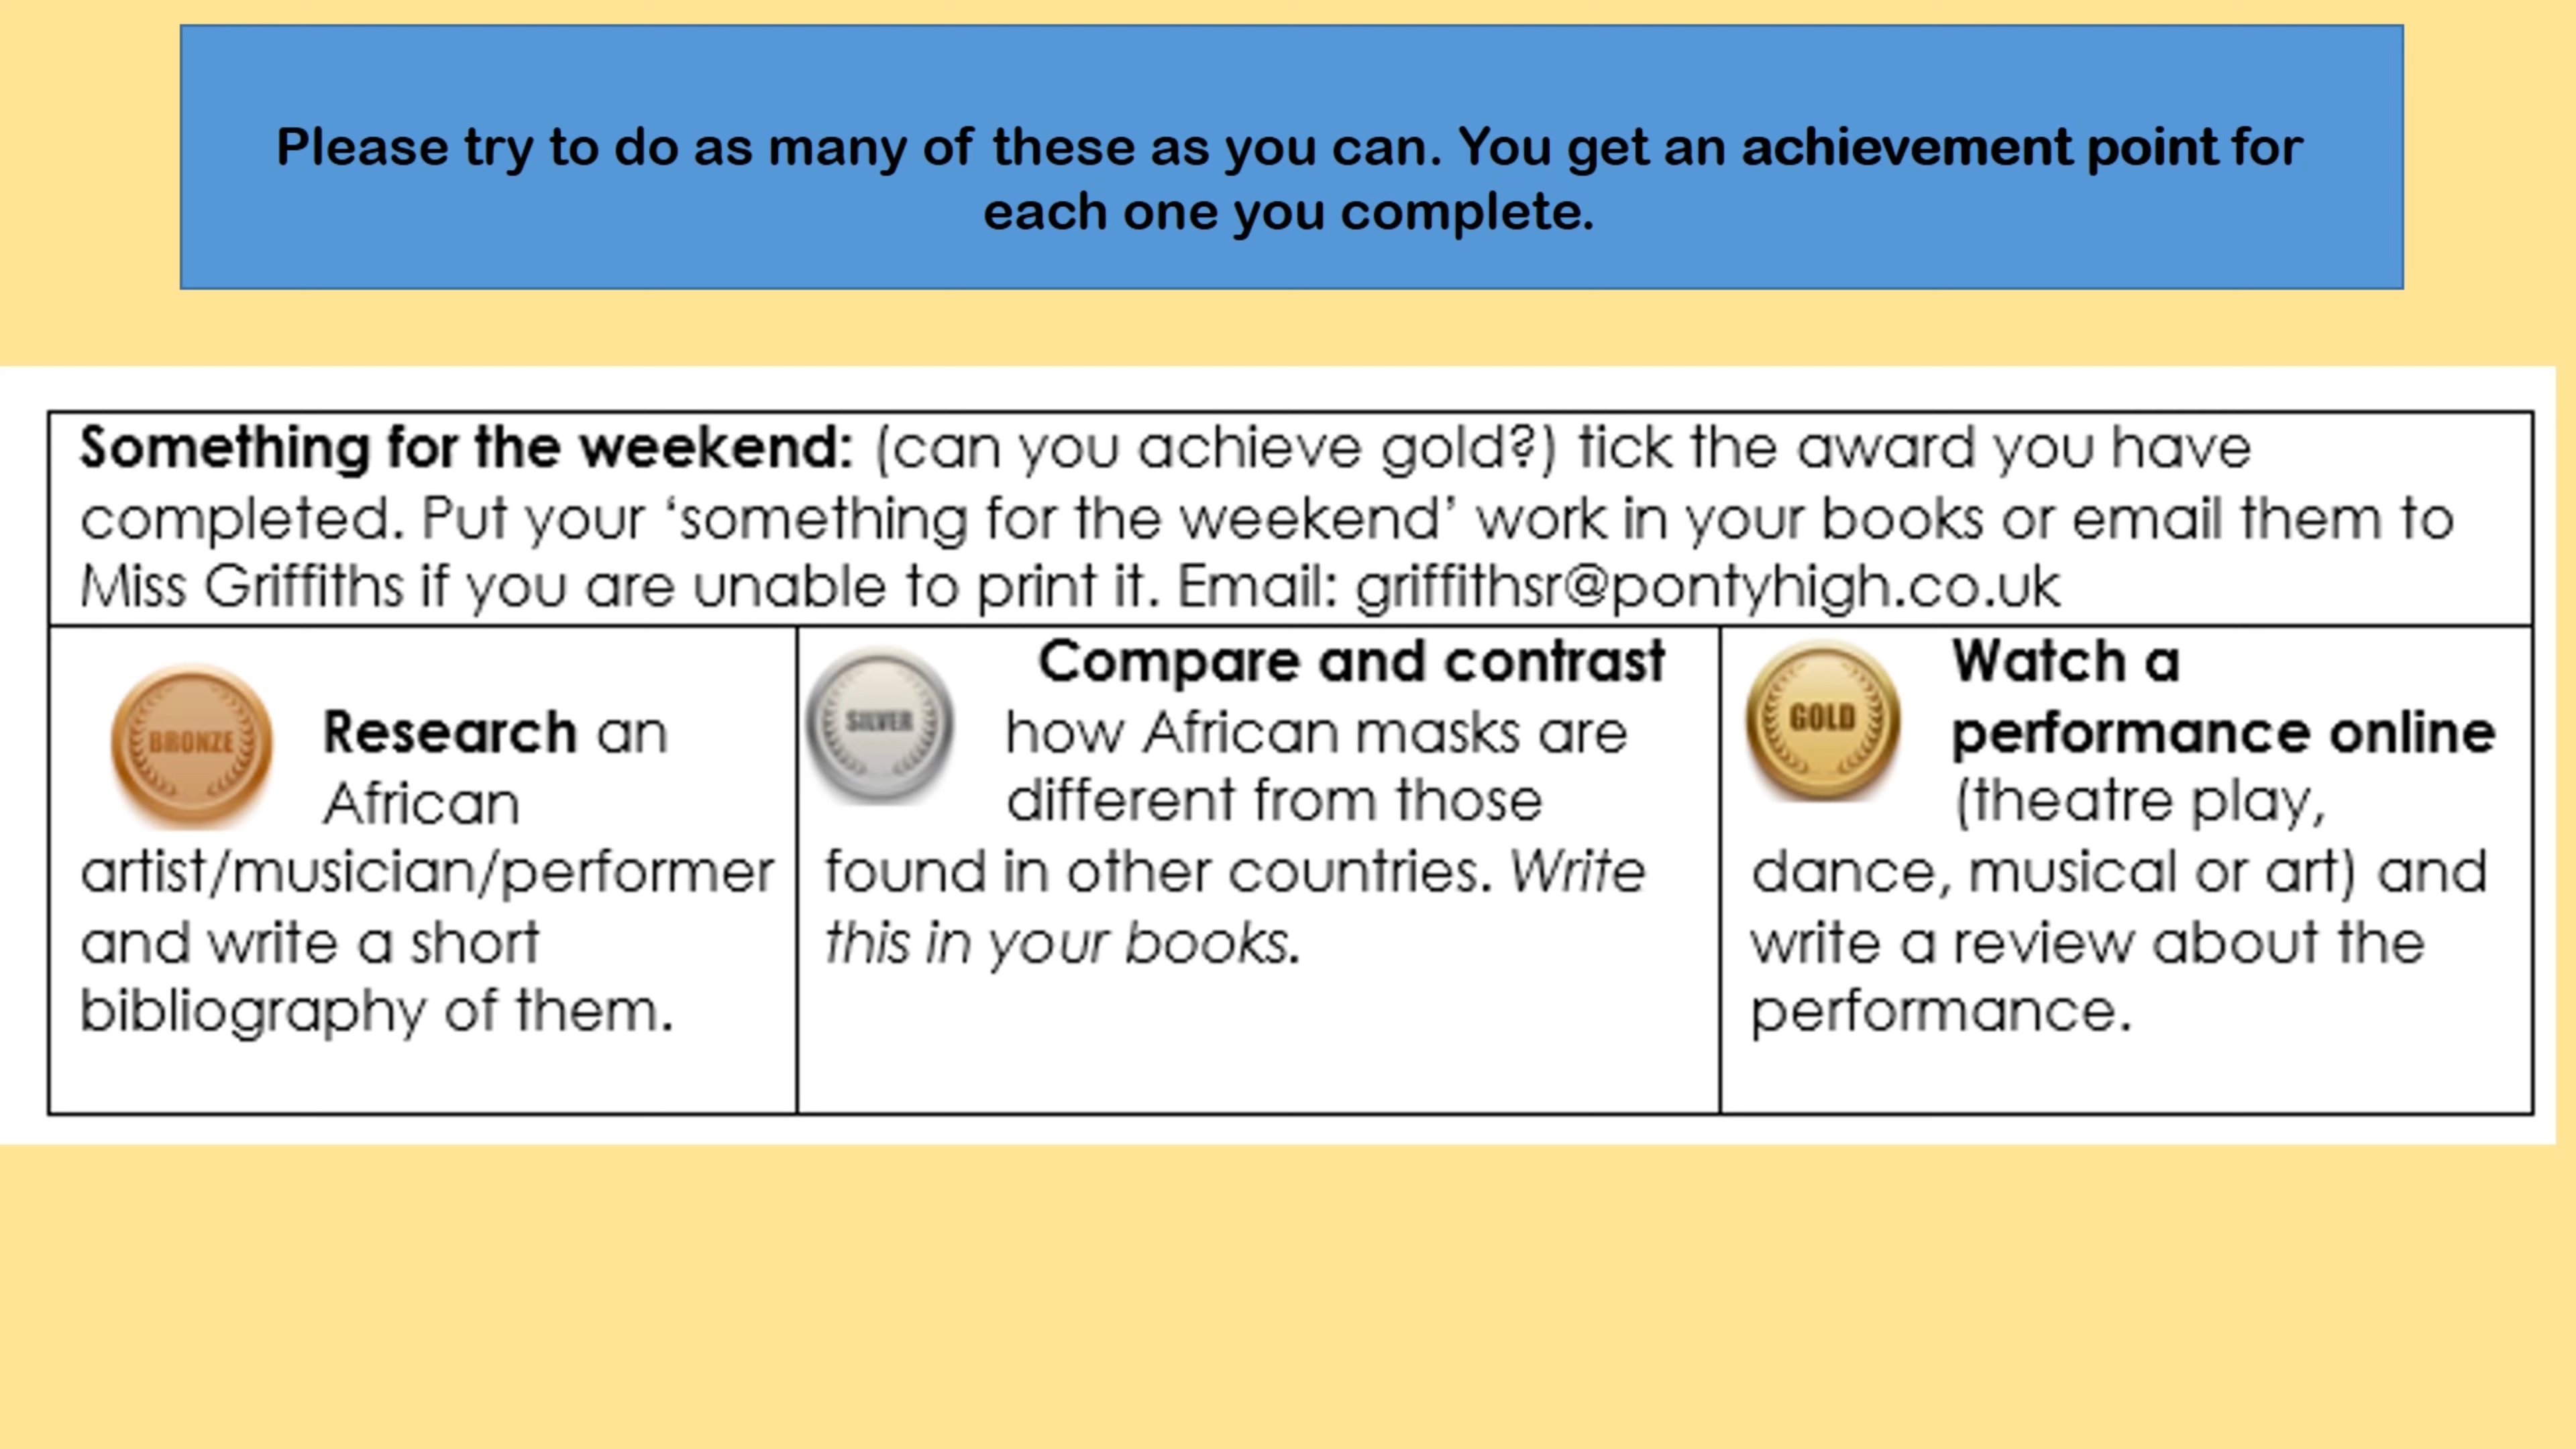 Please try to do as many of these as you can. You get an achievement point for
each one you complete.
Something for the weekend: (can you achieve gold?) tick the award you have
completed. Put your ‘something for the weekend’ work in your books or email them to
Miss Griffiths if you are unable to print it. Email: griffithsr@pontyhigh.co.uk
BRONZE
Research an
African
artist/musician/performer
and write a short
bibliography of them.
SILVER
Compare and contrast
how African masks are
different from those
found in other countries. Write
this in your books.
GOLD
Watch a
performance online
(theatre play,
dance, musical or art) and
write a review about the
performance.